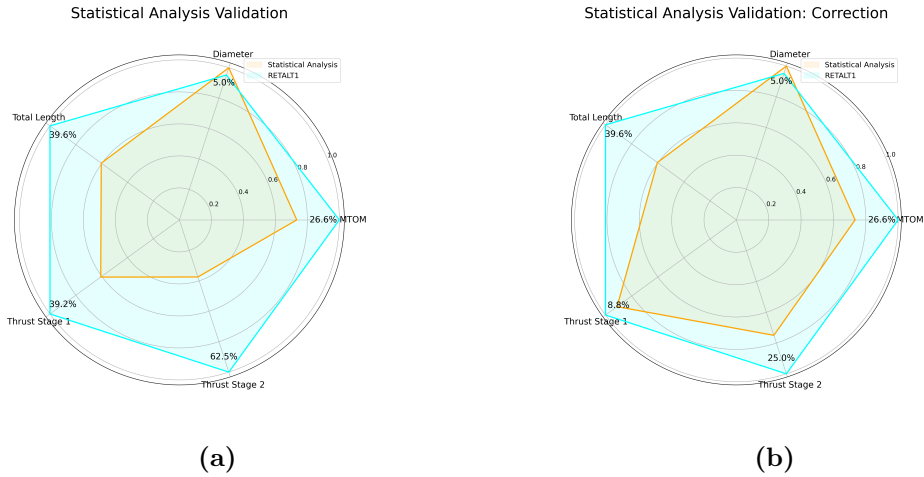 Statistical Analysis Validation
Diameter
Statistical Analysis
RETALT1
5.0%
Total Length
39.6%
1.0
0.8
0.6
0.4
0.2
26.6% MTOM
39.2%
Thrust Stage 1
62.5%
Thrust Stage 2
(a)
Statistical Analysis Validation: Correction
Diameter
Statistical Analysis
RETALT1
5.0%
Total Length
39.6%
1.0
0.8
0.6
0.4
0.2
26.6% MTOM
8.8%
Thrust Stage 1
25.0%
Thrust Stage 2
(b)